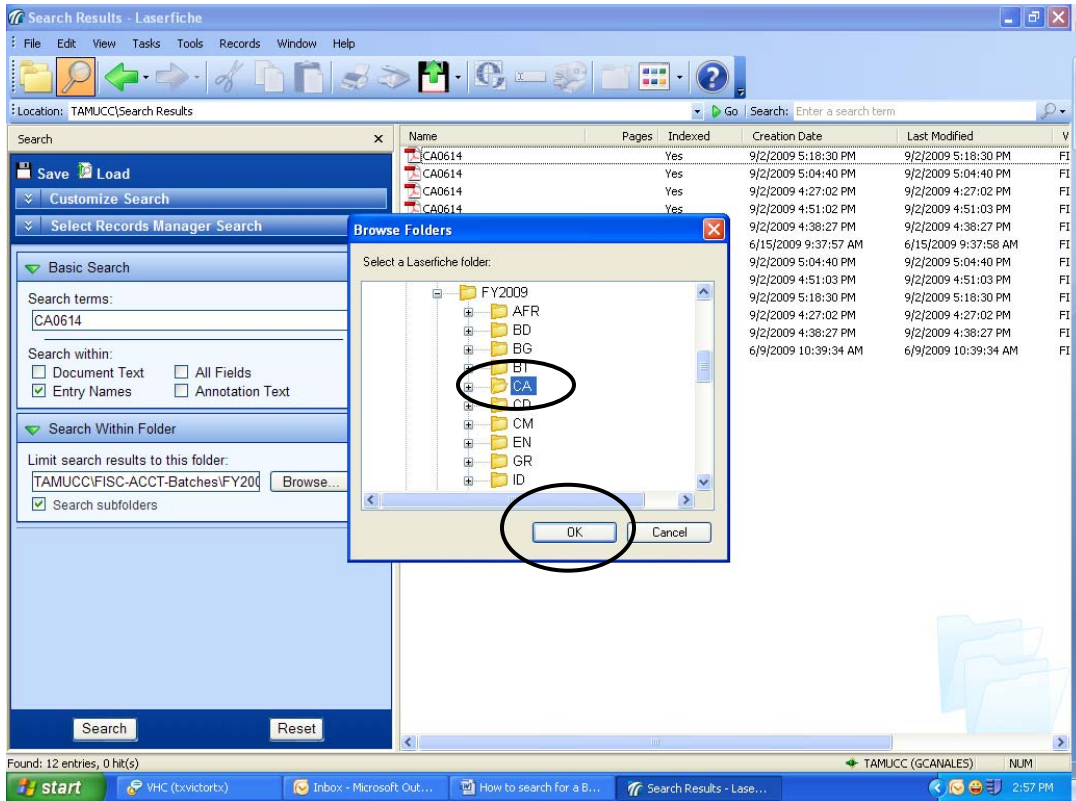 Search Results - Laserfiche
File Edit View Tasks Tools Records Window Help
Location: TAMUCC\Search Results Go Search: Enter a search term
Search x Name Pages Indexed Creation Date Last Modified V
Save Load
Customize Search
Select Records Manager Search
Basic Search
Search terms:
CA0614
Search within:
Document Text All Fields
Entry Names Annotation Text
Search Within Folder
Limit search results to this folder:
TAMUCC\FISC-ACCT-Batches\FY200 Browse...
Search subfolders
Search Reset
CA0614 Yes 9/2/2009 5:18:30 PM 9/2/2009 5:18:30 PM FI
CA0614 Yes 9/2/2009 5:04:40 PM 9/2/2009 5:04:40 PM FI
CA0614 Yes 9/2/2009 4:27:02 PM 9/2/2009 4:27:02 PM FI
CA0614 Yes 9/2/2009 4:51:02 PM 9/2/2009 4:51:03 PM FI
9/2/2009 4:38:27 PM 9/2/2009 4:38:27 PM FI
6/15/2009 9:37:57 AM 6/15/2009 9:37:58 AM FI
9/2/2009 5:04:40 PM 9/2/2009 5:04:40 PM FI
9/2/2009 4:51:03 PM 9/2/2009 4:51:03 PM FI
9/2/2009 5:18:30 PM 9/2/2009 5:18:30 PM FI
9/2/2009 4:27:02 PM 9/2/2009 4:27:02 PM FI
9/2/2009 4:38:27 PM 9/2/2009 4:38:27 PM FI
6/9/2009 10:39:34 AM 6/9/2009 10:39:34 AM FI
Browse Folders
Select a Laserfiche folder:
FY2009
AFR
BD
BG
BT
CA
CD
CM
EN
GR
ID
OK Cancel
Found: 12 entries, 0 hit(s) TAMUCC (GCANALES) NUM
start VHC (txvictortx) Inbox - Microsoft Out... How to search for a B... Search Results - Lase... 2:57 PM